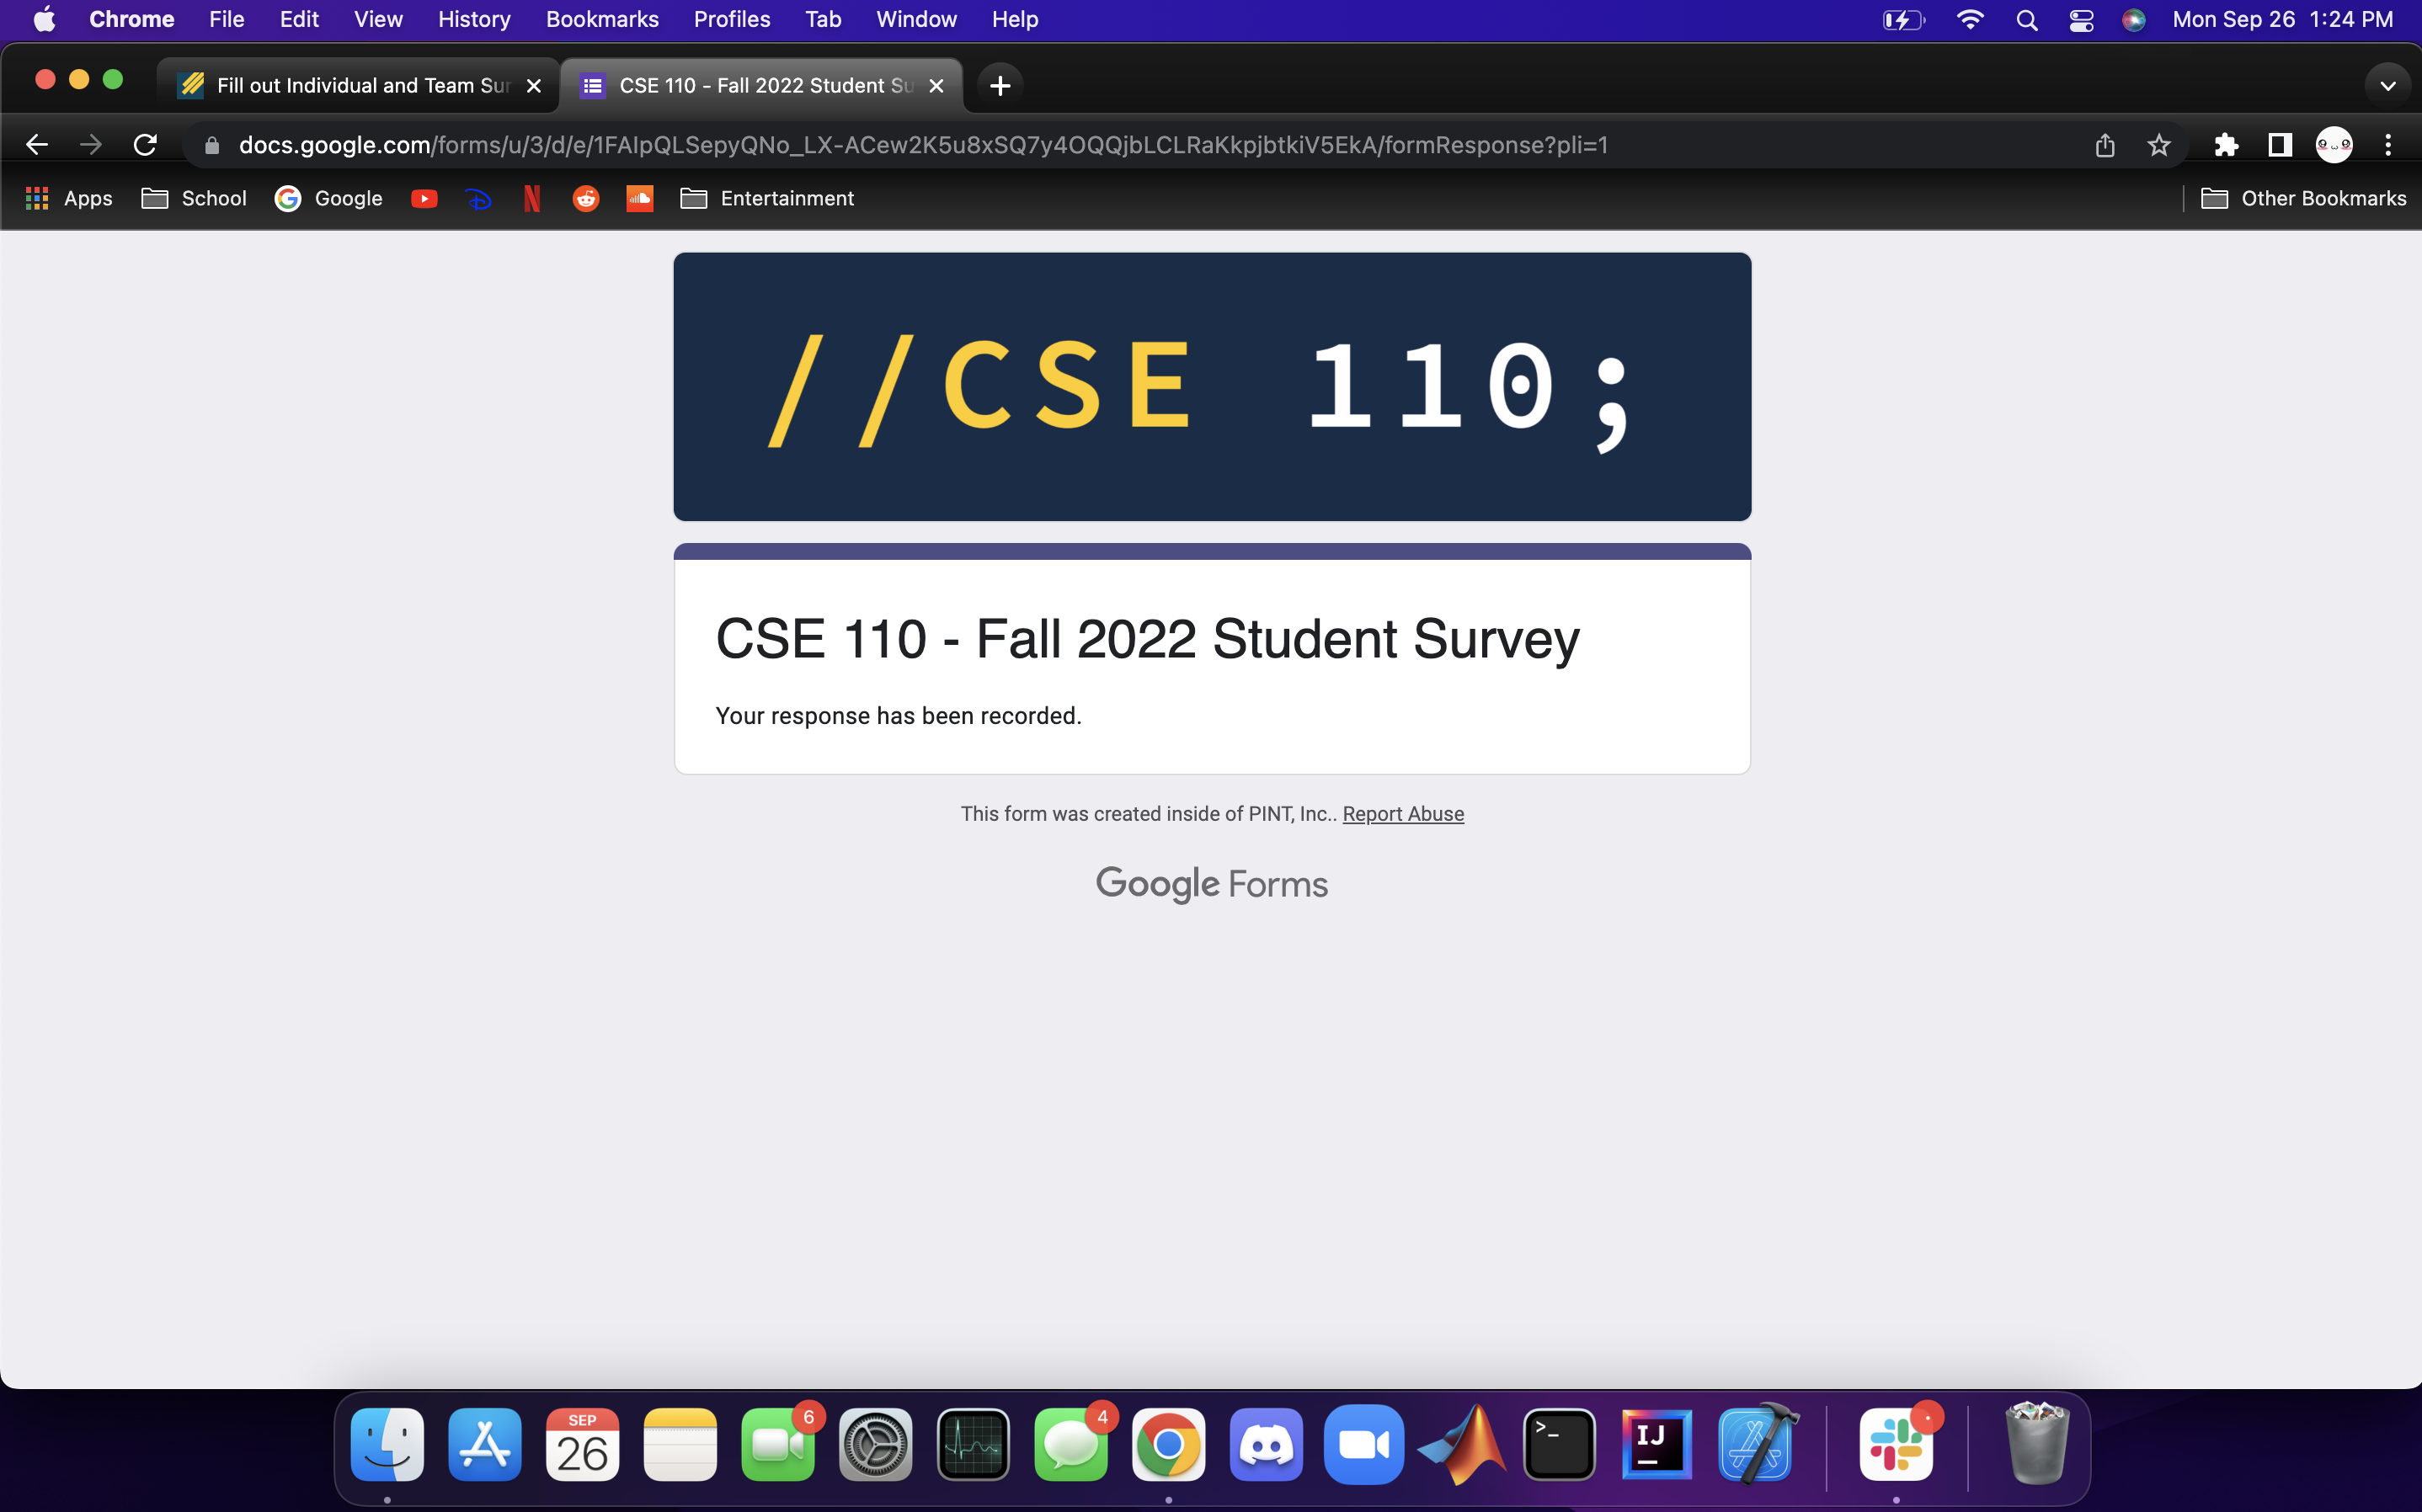 Chrome File Edit View History Bookmarks Profiles Tab Window Help Mon Sep 26 1:24 PM
Fill out Individual and Team Sur CSE 110 - Fall 2022 Student Su
docs.google.com/forms/u/3/d/e/1FAIpQLSepyQNo_LX-ACew2K5u8xSQ7y4OQQjbLCLRaKkpjbtkiV5EkA/formResponse?pli=1
Apps School Google Entertainment Other Bookmarks
//CSE 110;
CSE 110 - Fall 2022 Student Survey
Your response has been recorded.
This form was created inside of PINT, Inc.. Report Abuse
Google Forms
SEP 6 4
26 >_ IJ